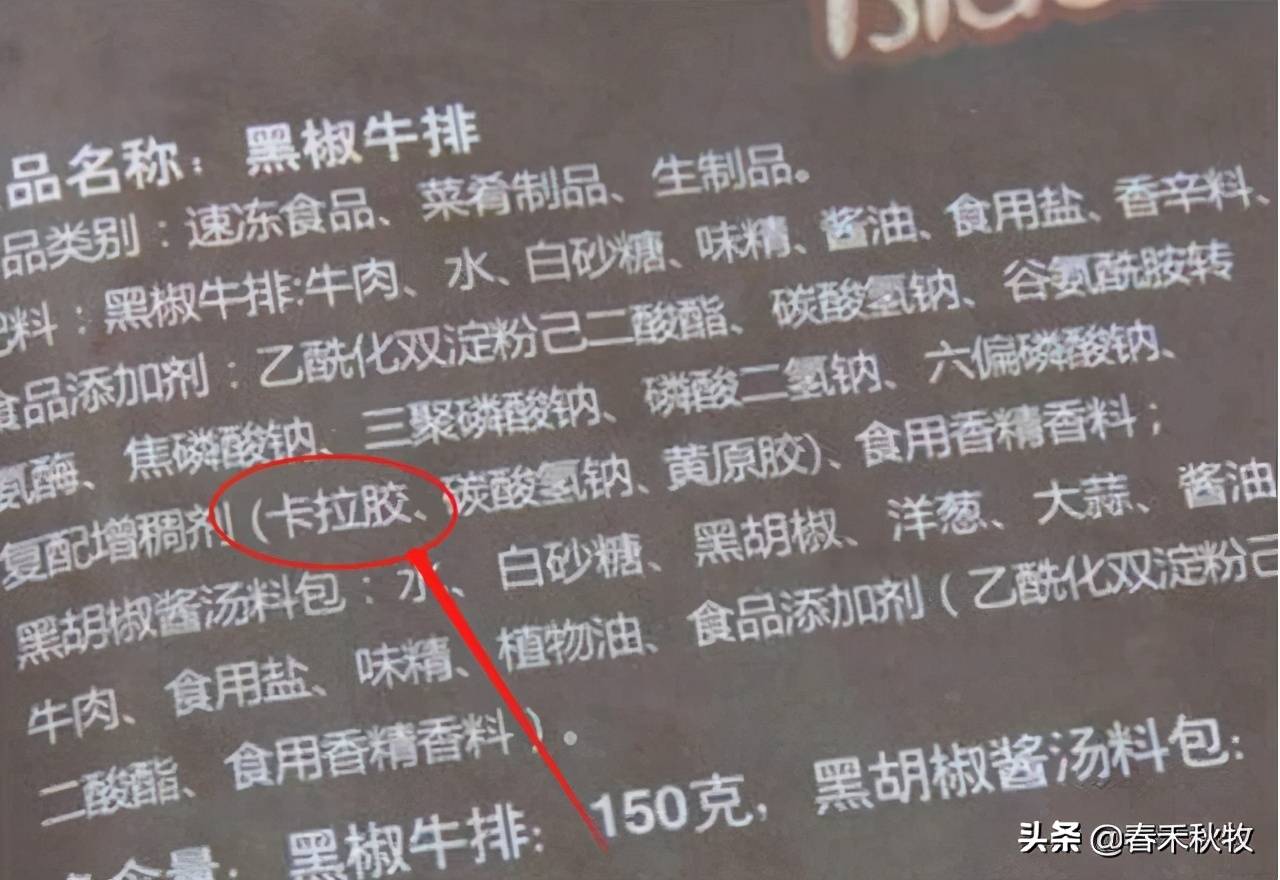 品名称：黑椒牛排
品类别：速冻食品、菜肴制品、生制品。
配料：黑椒牛排:牛肉、水、白砂糖、味精、酱油、食用盐、香辛料、
食品添加剂：乙酰化双淀粉己二酸酯、碳酸氢钠、谷氨酰胺转
氨酶、焦磷酸钠、三聚磷酸钠、磷酸二氢钠、六偏磷酸钠、
复配增稠剂(卡拉胶、碳酸氢钠、黄原胶)、食用香精香料；
黑胡椒酱汤料包：水、白砂糖、黑胡椒、洋葱、大蒜、酱油
牛肉、食用盐、味精、植物油、食品添加剂(乙酰化双淀粉己
二酸酯、食用香精香料)。
含量：黑椒牛排：150克，黑胡椒酱汤料包:
头条 @春禾秋牧